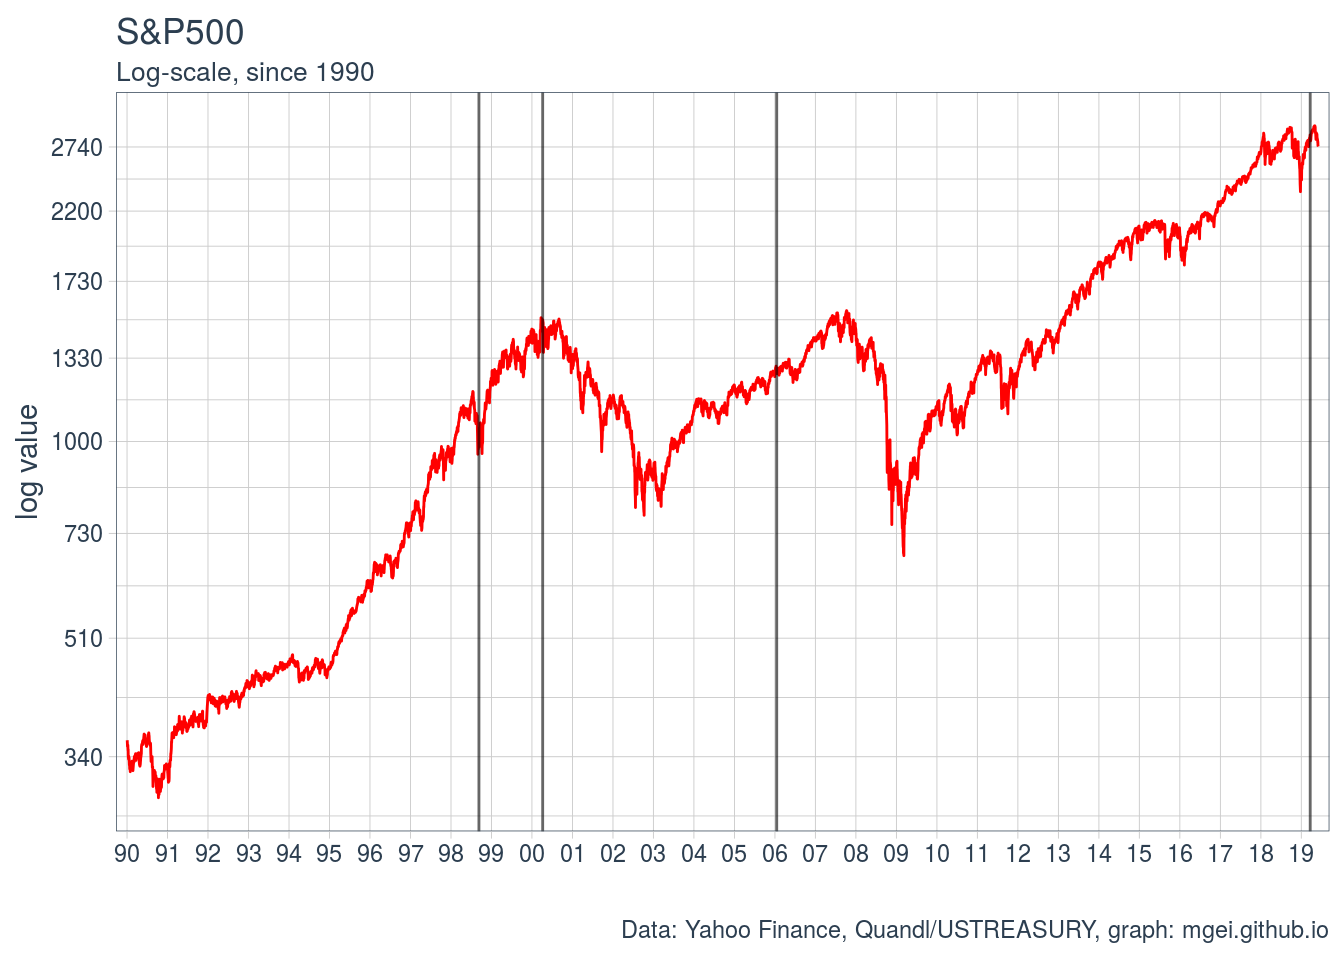 S&P500
Log-scale, since 1990
log value
2740
2200
1730
1330
1000
730
510
340
90 91 92 93 94 95 96 97 98 99 00 01 02 03 04 05 06 07 08 09 10 11 12 13 14 15 16 17 18 19
Data: Yahoo Finance, Quandl/USTREASURY, graph: mgei.github.io